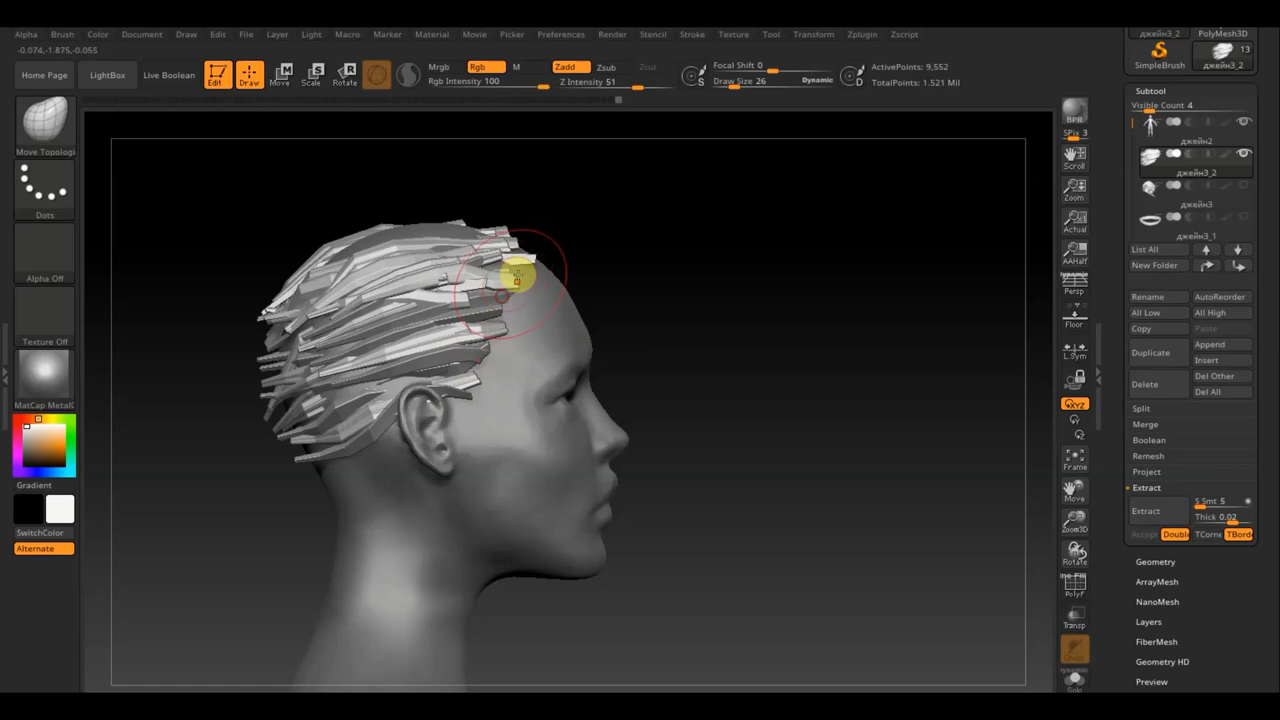 Alpha Brush Color Document Draw Edit File Layer Light Macro Marker Material Movie Picker Preferences Render Stencil Stroke Texture Tool Transform Zplugin Zscript
-0.074,-1.875,-0.055
Home Page LightBox Live Boolean Edit Draw Move Scale Rotate
Mrgb Rgb M Zadd Zsub Zcut
Rgb Intensity 100 Z Intensity 51
S Focal Shift 0
Draw Size 26 Dynamic
D ActivePoints: 9,552
TotalPoints: 1.521 Mil
Move Topologi
Dots
Alpha Off
Texture Off
MatCap MetalC
Gradient
SwitchColor
Alternate
BPR
SPix 3
Scroll
Zoom
Actual
AAHalf
Dynamic
Persp
Floor
L.Sym
XYZ
Y
Z
Frame
Move
Zoom3D
Rotate
Line Fill
PolyF
Transp
Dynamic
Solo
джейн3_2 PolyMesh3D
13
SimpleBrush джейн3_2
Subtool
Visible Count 4
джейн2
джейн3_2
джейн3
джейн3_1
List All
New Folder
Rename AutoReorder
All Low All High
Copy Paste
Duplicate Append
Insert
Delete Del Other
Del All
Split
Merge
Boolean
Remesh
Project
Extract
Extract S Smt 5
Thick 0.02
Accept Double TCorne TBorde
Geometry
ArrayMesh
NanoMesh
Layers
FiberMesh
Geometry HD
Preview